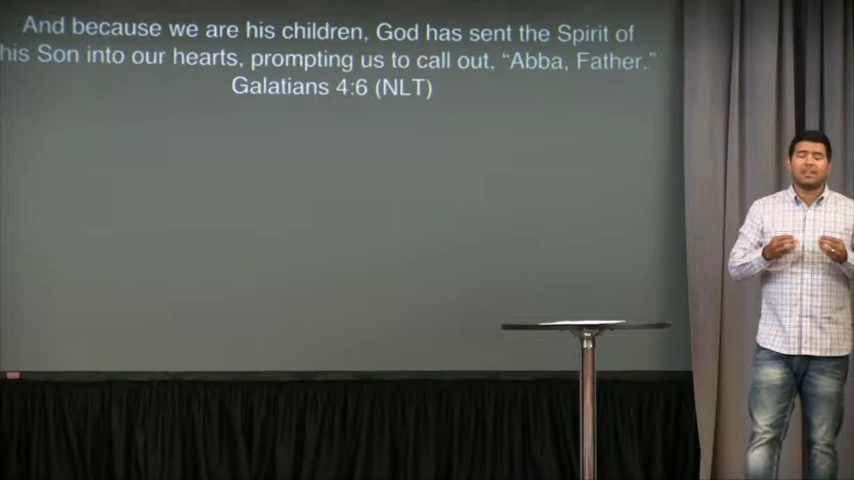 And because we are his children, God has sent the Spirit of
his Son into our hearts, prompting us to call out, “Abba, Father.”
Galatians 4:6 (NLT)